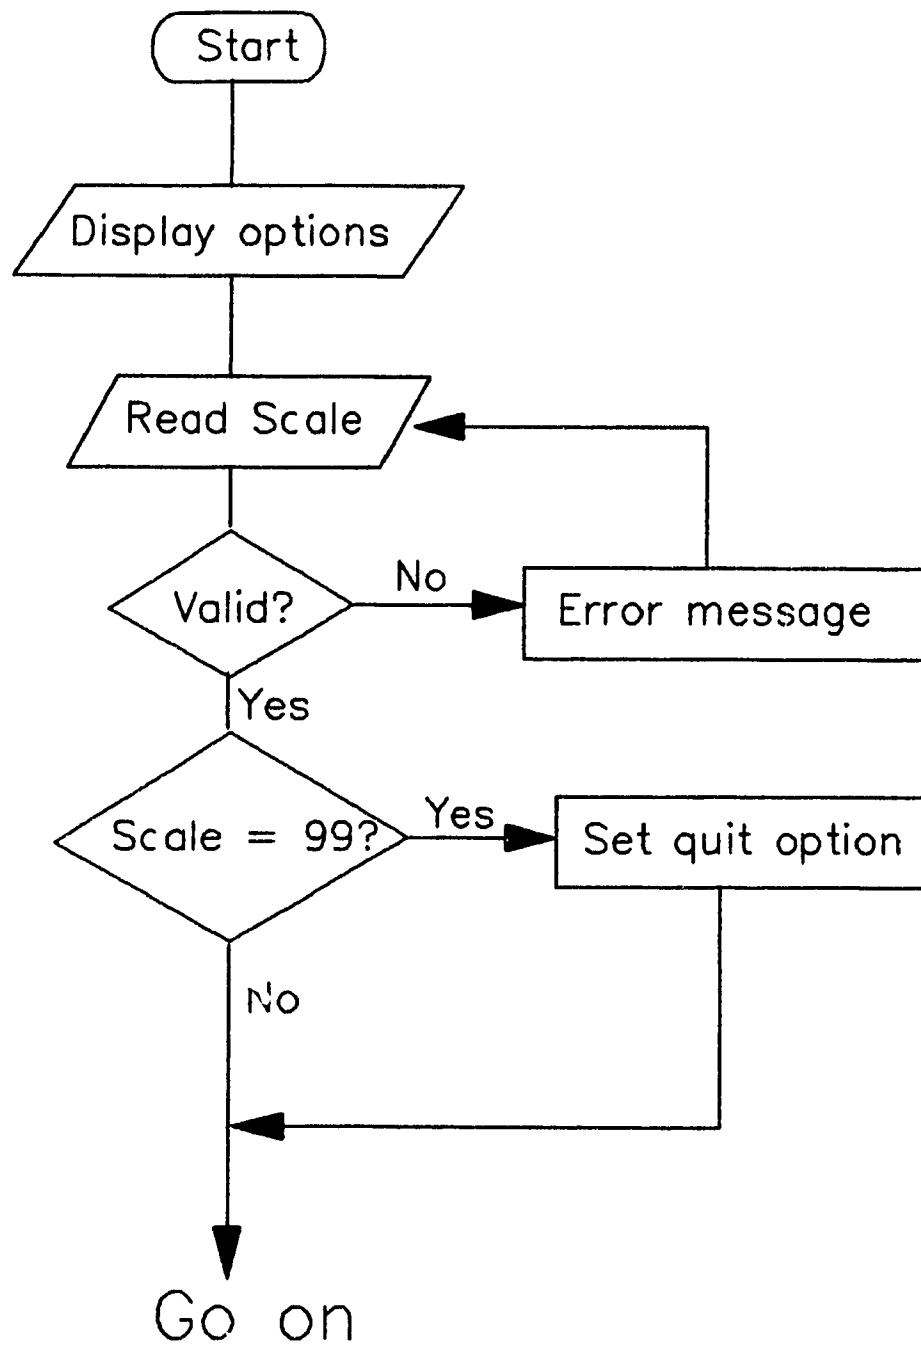 Start
Display options
Read Scale
Valid?
No
Error message
Yes
Scale = 99?
Yes
Set quit option
No
Go on